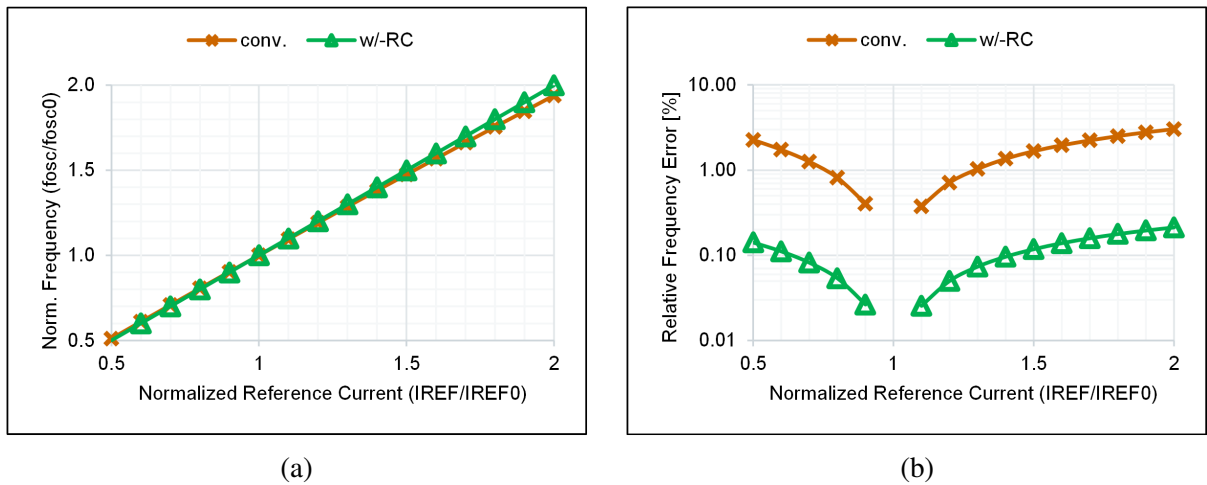 conv. w/-RC
Norm. Frequency (fosc/fosc0)
2.0
1.5
1.0
0.5
0.5 1 1.5 2
Normalized Reference Current (IREF/IREF0)
(a)
conv. w/-RC
Relative Frequency Error [%]
10.00
1.00
0.10
0.01
0.5 1 1.5 2
Normalized Reference Current (IREF/IREF0)
(b)